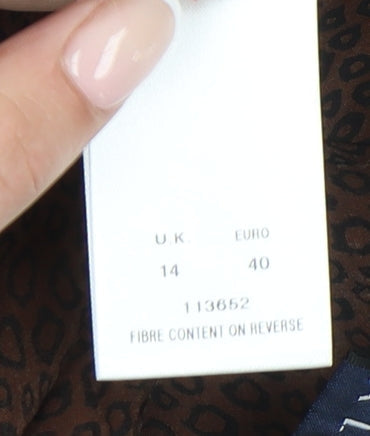 U.K EURO
14 40
113652
FIBRE CONTENT ON REVERSE